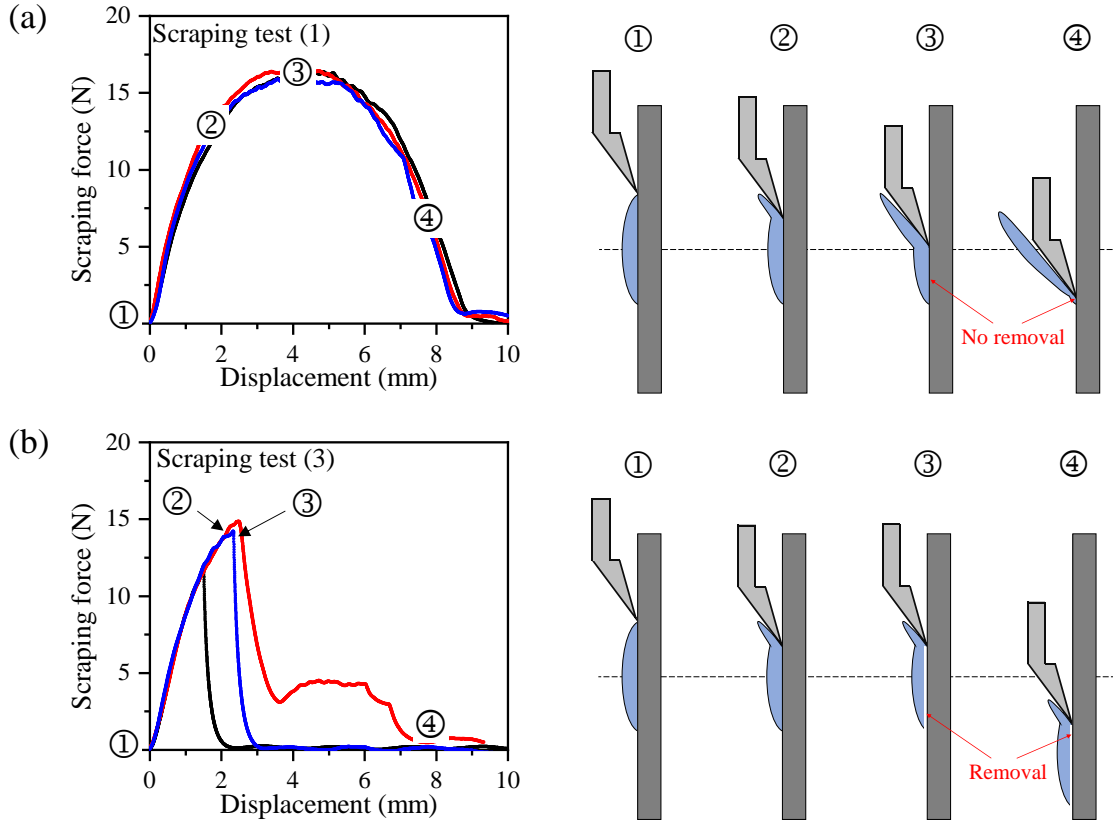 (a)
Scraping test (1)
Scraping force (N)
20
15
10
5
0
①
②
③
④
0 2 4 6 8 10
Displacement (mm)
① ② ③ ④
No removal
(b)
Scraping test (3)
Scraping force (N)
20
15
10
5
0
①
②
③
④
0 2 4 6 8 10
Displacement (mm)
① ② ③ ④
Removal